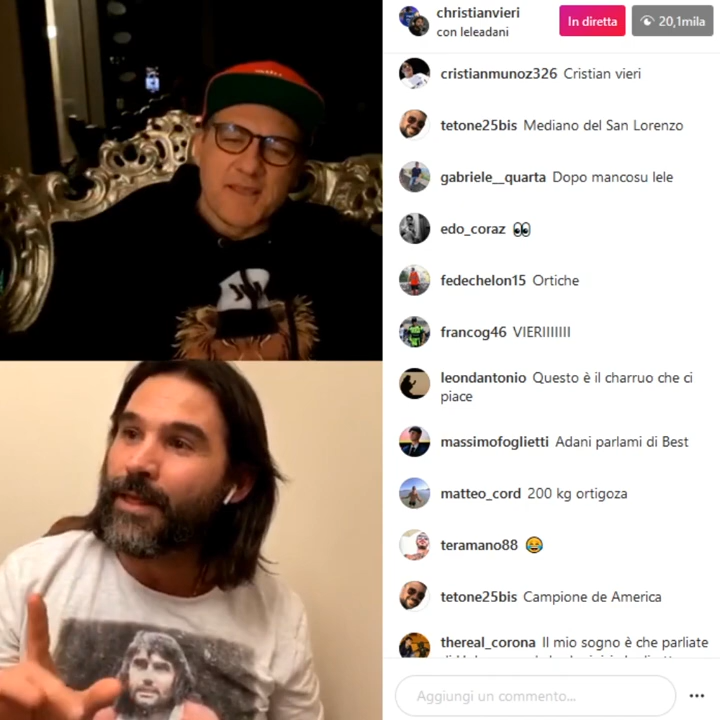 christianvieri
con leleadani
In diretta
20,1mila
cristianmunoz326 Cristian vieri
tetone25bis Mediano del San Lorenzo
gabriele__quarta Dopo mancosu lele
edo_coraz 👀
fedechelon15 Ortiche
francog46 VIERIIIIIII
leondantonio Questo è il charruo che ci
piace
massimofoglietti Adani parlami di Best
matteo_cord 200 kg ortigoza
teramano88 😂
tetone25bis Campione de America
thereal_corona Il mio sogno è che parliate
Aggiungi un commento...